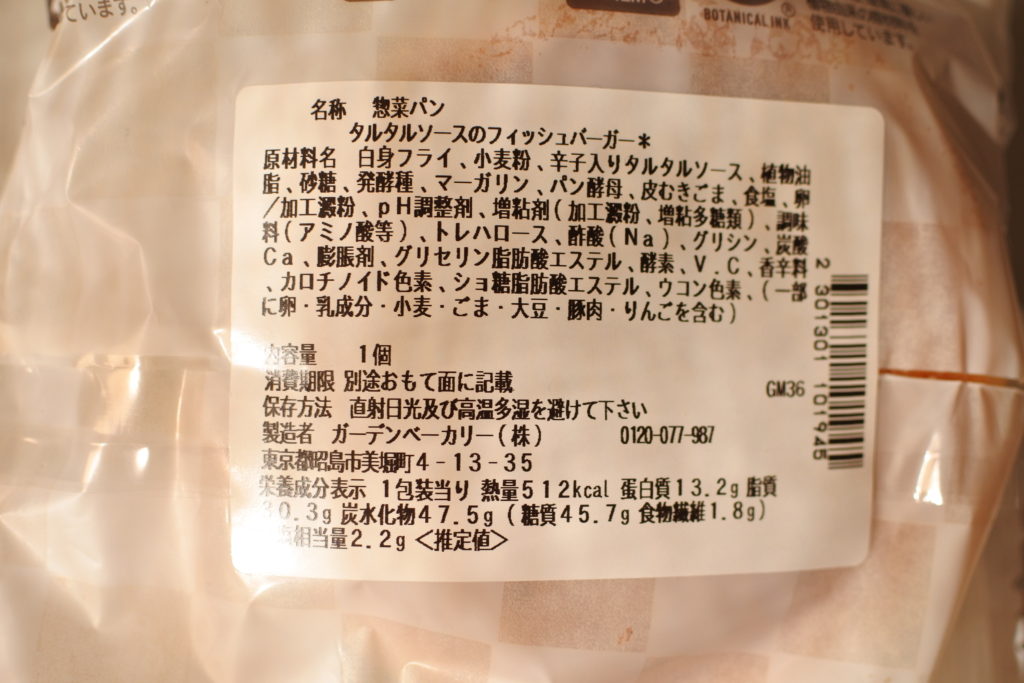 ています。
BOTANICAL INK®
使用しています。
名称 惣菜パン
タルタルソースのフィッシュバーガー*
原材料名 白身フライ、小麦粉、辛子入りタルタルソース、植物油
脂、砂糖、発酵種、マーガリン、パン酵母、皮むきごま、食塩、卵
/加工澱粉、pH調整剤、増粘剤(加工澱粉、増粘多糖類)、調味
料(アミノ酸等)、トレハロース、酢酸(Na)、グリシン、炭酸
Ca、膨脹剤、グリセリン脂肪酸エステル、酵素、V.C、香辛料
、カロチノイド色素、ショ糖脂肪酸エステル、ウコン色素、(一部
に卵・乳成分・小麦・ごま・大豆・豚肉・りんごを含む)
内容量 1個
消費期限 別途おもて面に記載
保存方法 直射日光及び高温多湿を避けて下さい
製造者 ガーデンベーカリー(株) 0120-077-987
東京都昭島市美堀町4-13-35
栄養成分表示 1包装当り 熱量512kcal 蛋白質13.2g 脂質
0.3g 炭水化物47.5g(糖質45.7g 食物繊維1.8g)
相当量2.2g<推定値>
GM36
2 301301 101945